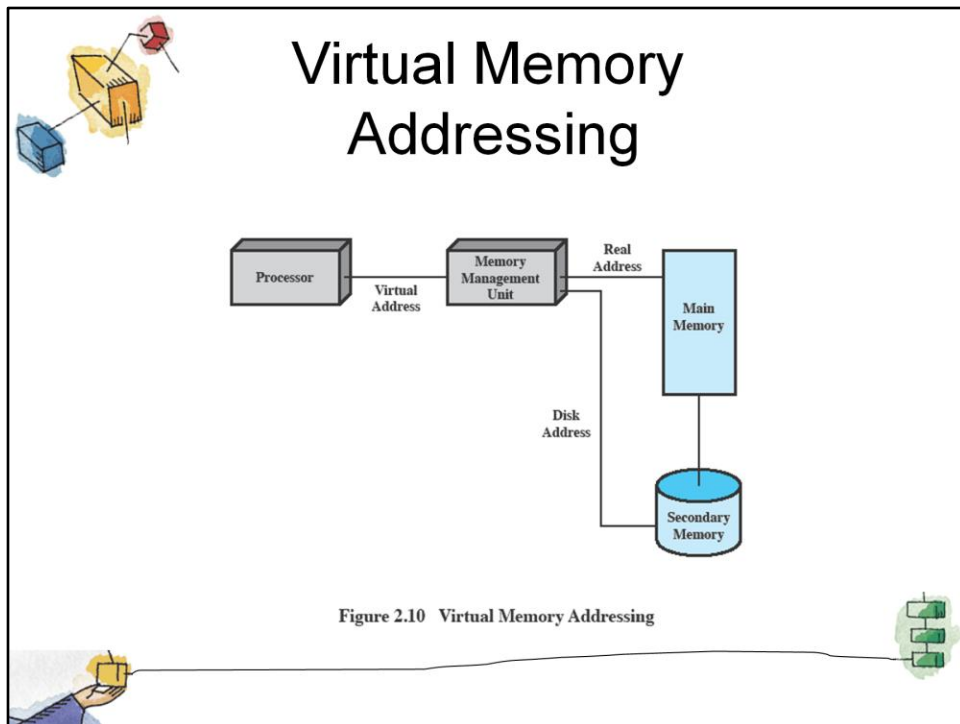 Virtual Memory
Addressing
Processor
Virtual
Address
Memory
Management
Unit
Real
Address
Main
Memory
Disk
Address
Secondary
Memory
Figure 2.10 Virtual Memory Addressing